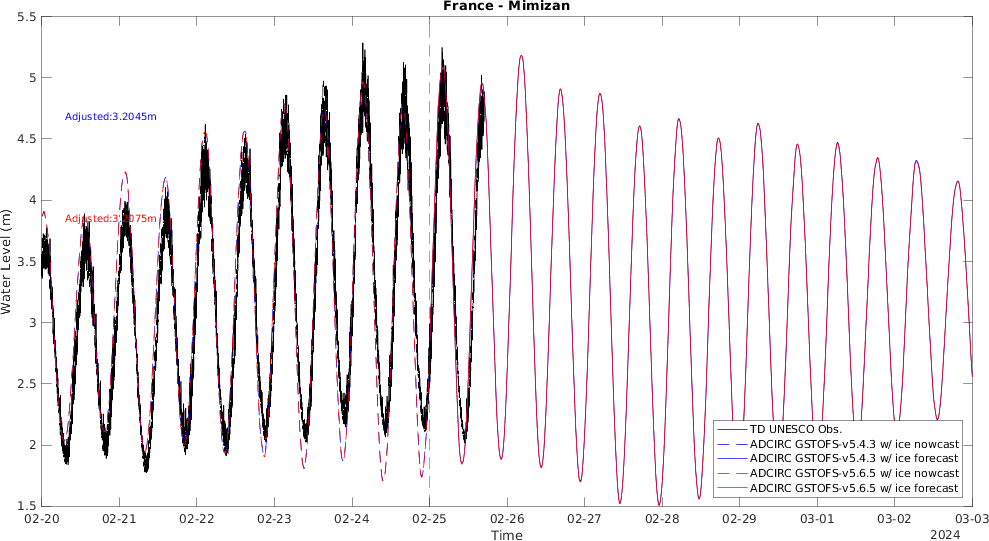 France - Mimizan
5.5
5
4.5
4
3.5
3
2.5
2
1.5
Water Level (m)
Adjusted:3.2045m
Adjusted:3.2075m
TD UNESCO Obs.
ADCIRC GSTOFS-v5.4.3 w/ ice nowcast
ADCIRC GSTOFS-v5.4.3 w/ ice forecast
ADCIRC GSTOFS-v5.6.5 w/ ice nowcast
ADCIRC GSTOFS-v5.6.5 w/ ice forecast
02-20 02-21 02-22 02-23 02-24 02-25 02-26 02-27 02-28 02-29 03-01 03-02 03-03
Time
2024